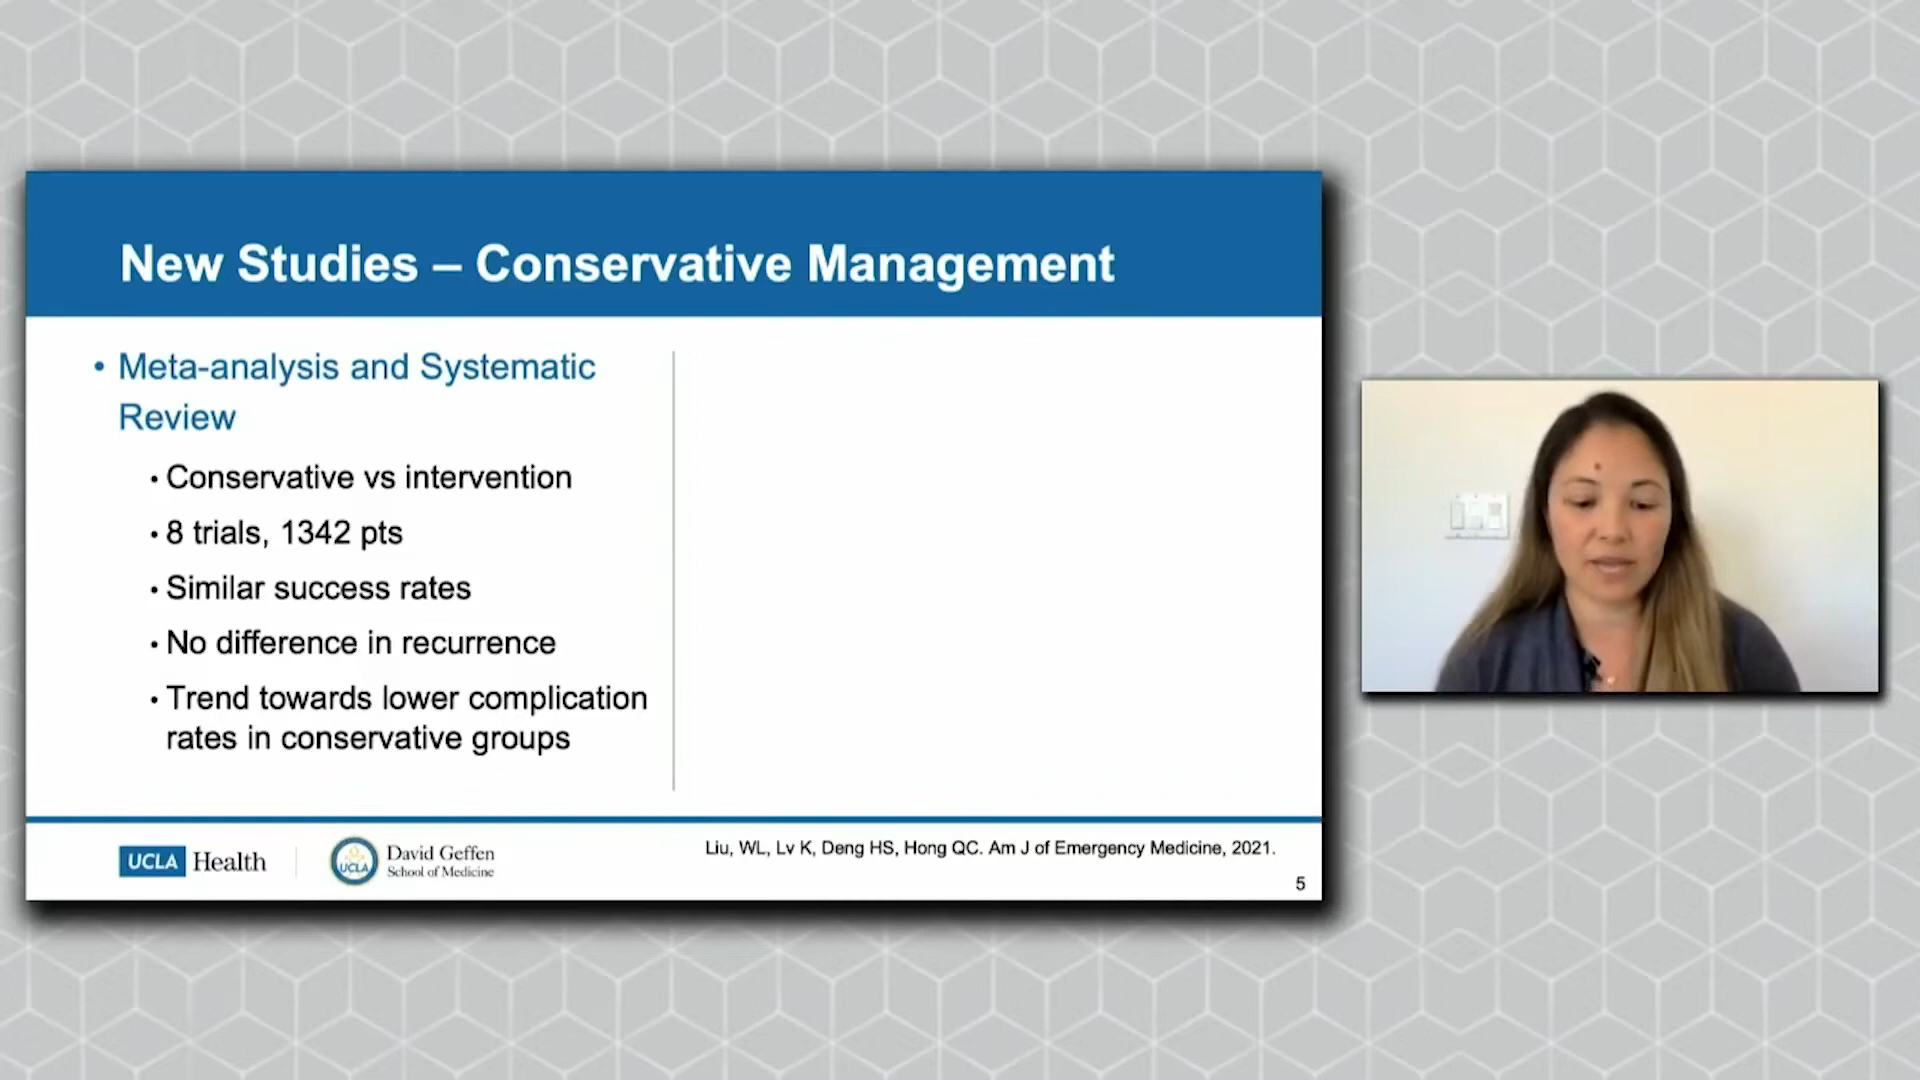 New Studies – Conservative Management
• Meta-analysis and Systematic
Review
• Conservative vs intervention
• 8 trials, 1342 pts
• Similar success rates
• No difference in recurrence
• Trend towards lower complication
rates in conservative groups
UCLA Health
UCLA
David Geffen
School of Medicine
Liu, WL, Lv K, Deng HS, Hong QC. Am J of Emergency Medicine, 2021.
5